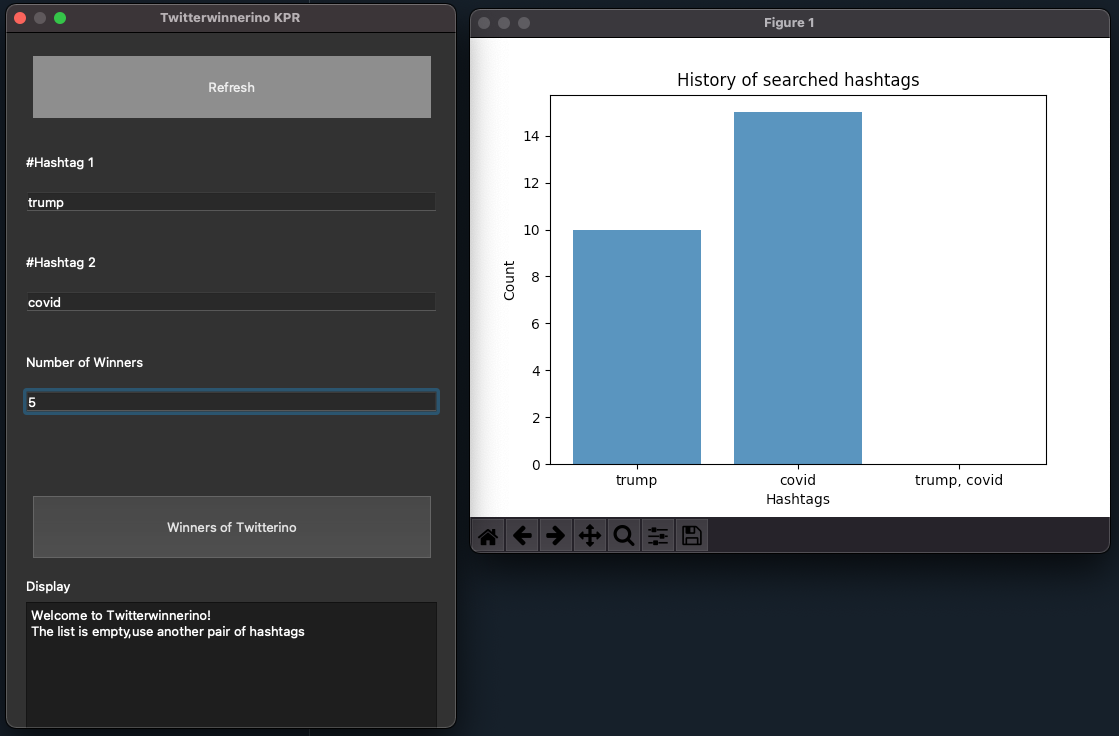 Twitterwinnerino KPR
Refresh
#Hashtag 1
trump
#Hashtag 2
covid
Number of Winners
5
Winners of Twitterino
Display
Welcome to Twitterwinnerino!
The list is empty,use another pair of hashtags
Figure 1
History of searched hashtags
Count
14
12
10
8
6
4
2
0
trump covid trump, covid
Hashtags